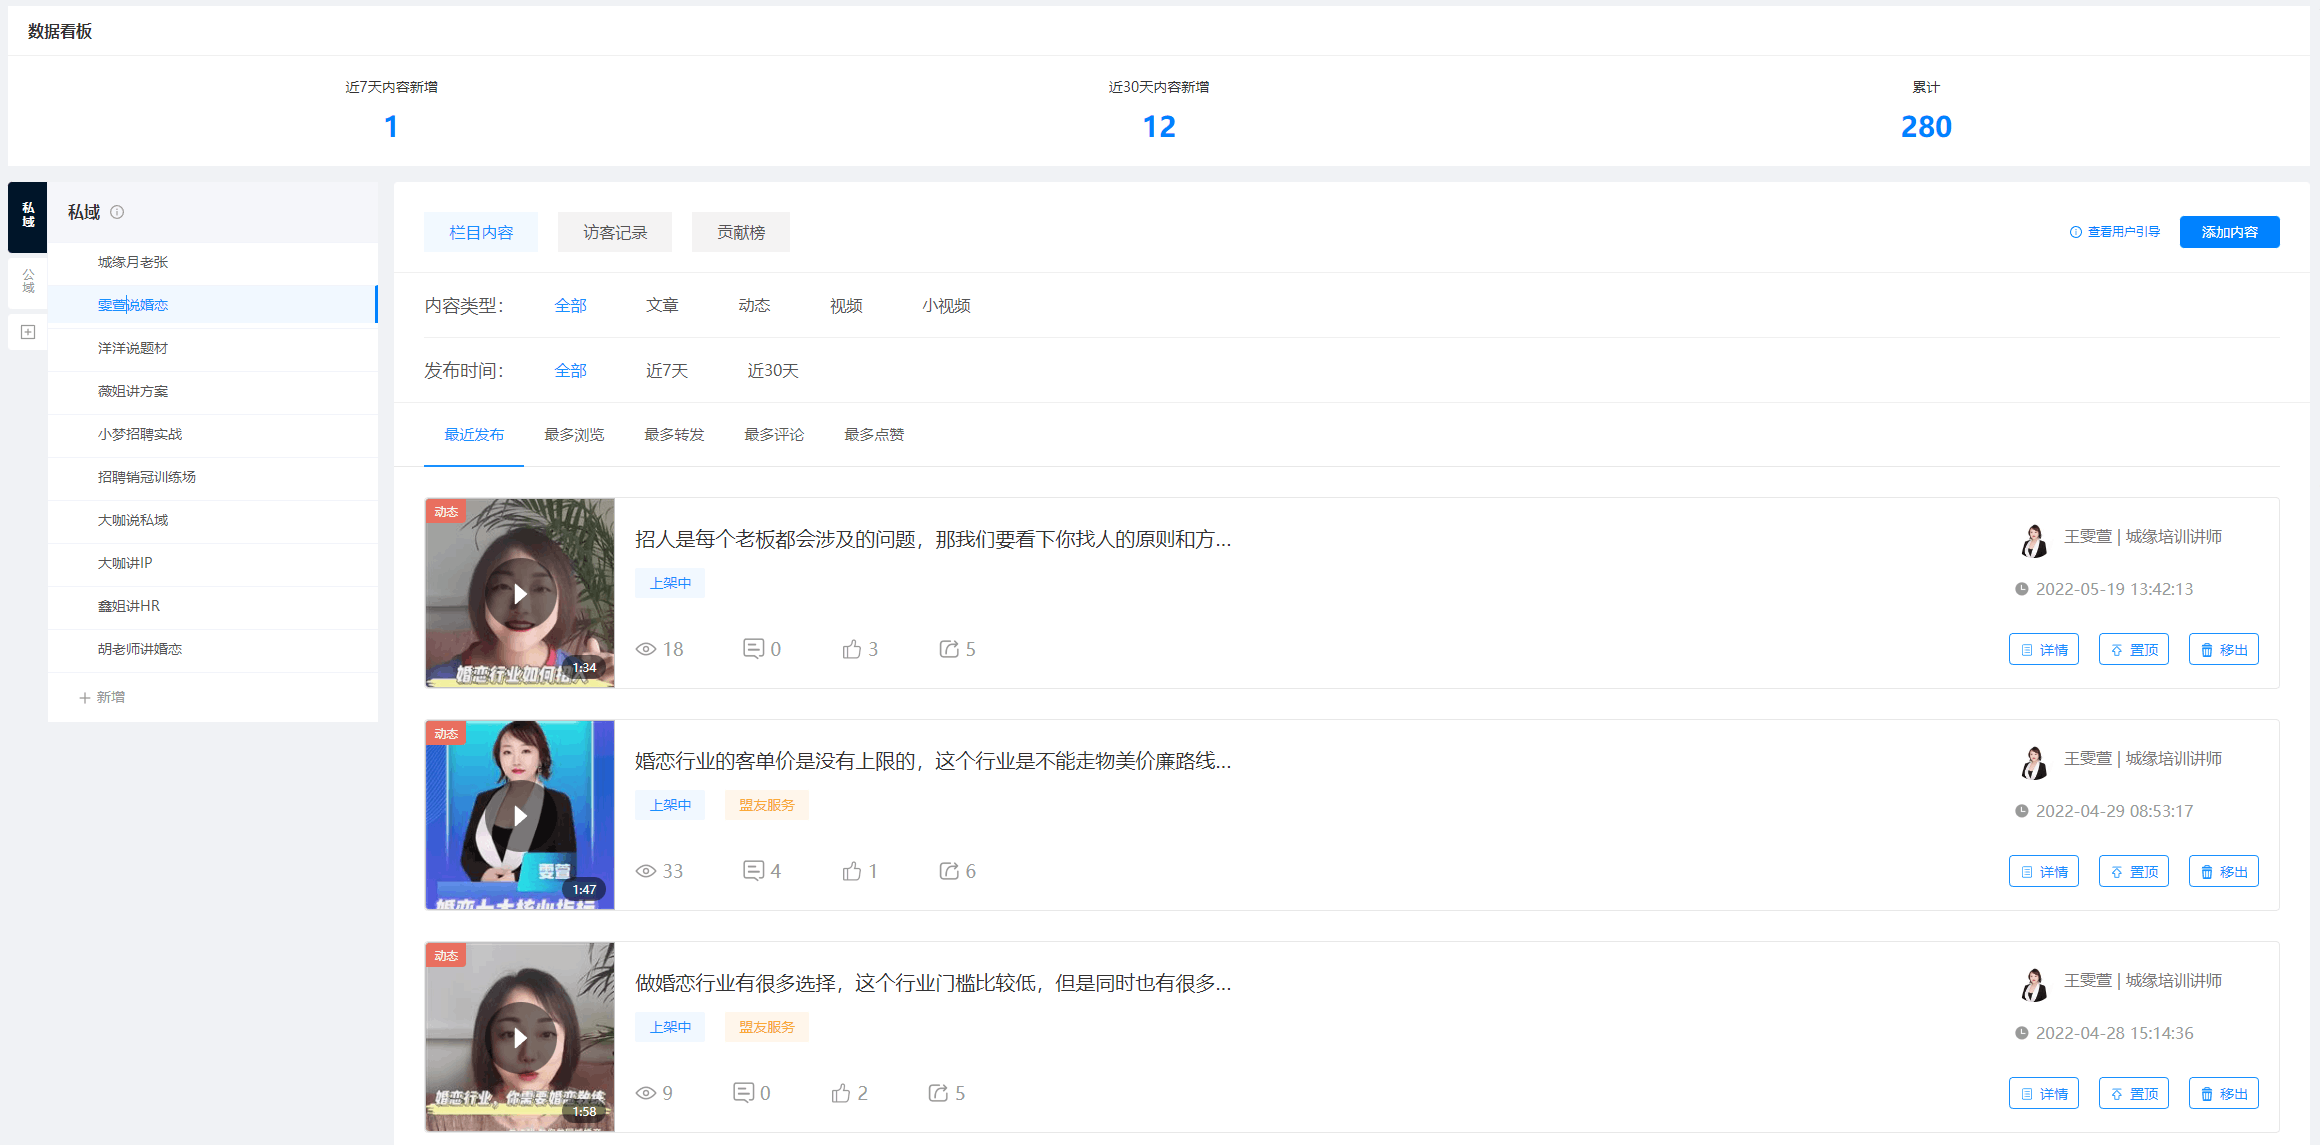 数据看板
近7天内容新增
1
近30天内容新增
12
累计
280
私域
公域
私域
城缘月老张
雯萱说婚恋
洋洋说题材
薇姐讲方案
小梦招聘实战
招聘销冠训练场
大咖说私域
大咖讲IP
鑫姐讲HR
胡老师讲婚恋
新增
栏目内容 访客记录 贡献榜
查看用户引导 添加内容
内容类型： 全部 文章 动态 视频 小视频
发布时间： 全部 近7天 近30天
最近发布 最多浏览 最多转发 最多评论 最多点赞
动态
婚恋行业如何招人
1:34
招人是每个老板都会涉及的问题，那我们要看下你找人的原则和方...
上架中
18 0 3 5
王雯萱 | 城缘培训讲师
2022-05-19 13:42:13
详情 置顶 移出
动态
雯萱
1:47
婚恋七大核心指标
婚恋行业的客单价是没有上限的，这个行业是不能走物美价廉路线...
上架中 盟友服务
33 4 1 6
王雯萱 | 城缘培训讲师
2022-04-29 08:53:17
详情 置顶 移出
动态
婚恋行业，你需要婚恋教练
1:58
做婚恋行业有很多选择，这个行业门槛比较低，但是同时也有很多...
上架中 盟友服务
9 0 2 5
王雯萱 | 城缘培训讲师
2022-04-28 15:14:36
详情 置顶 移出